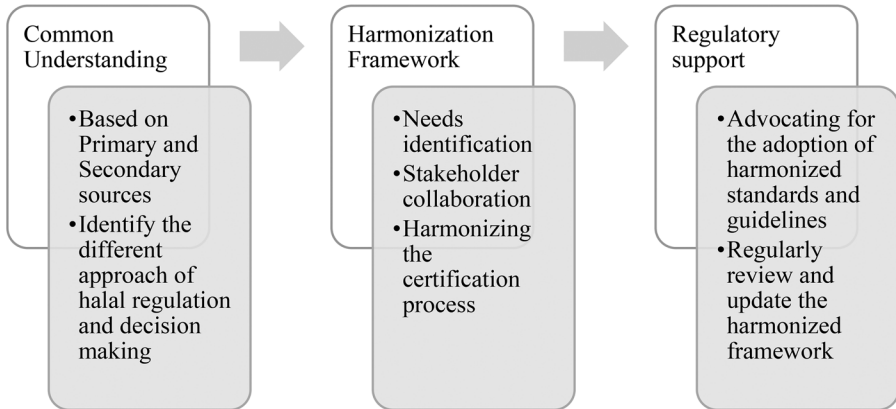 Common
Understanding
•Based on
Primary and
Secondary
sources
•Identify the
different
approach of
halal regulation
and decision
making
Harmonization
Framework
•Needs
identification
•Stakeholder
collaboration
•Harmonizing
the
certification
process
Regulatory
support
•Advocating for
the adoption of
harmonized
standards and
guidelines
•Regularly
review and
update the
harmonized
framework